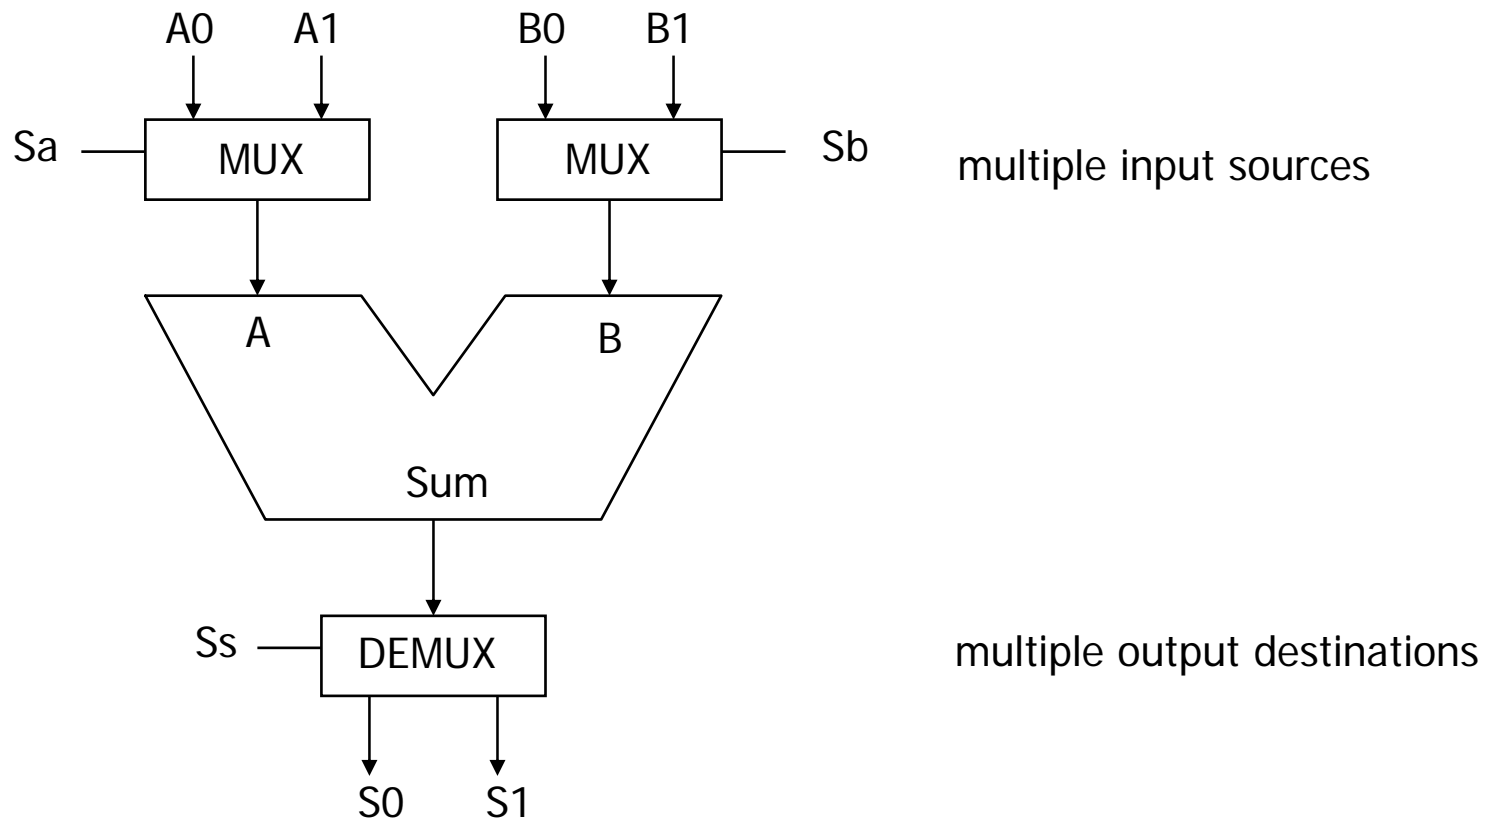 A0 A1 B0 B1
Sa MUX MUX Sb multiple input sources
A B
Sum
Ss DEMUX multiple output destinations
S0 S1